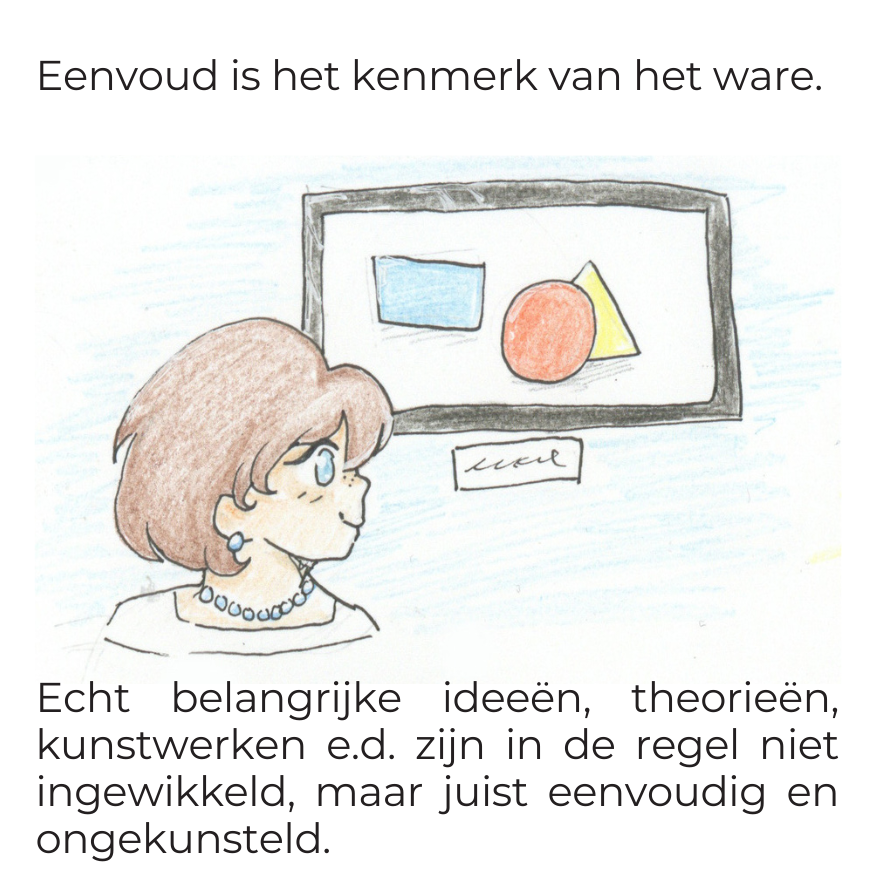 Eenvoud is het kenmerk van het ware.
Echt belangrijke ideeën, theorieën,
kunstwerken e.d. zijn in de regel niet
ingewikkeld, maar juist eenvoudig en
ongekunsteld.